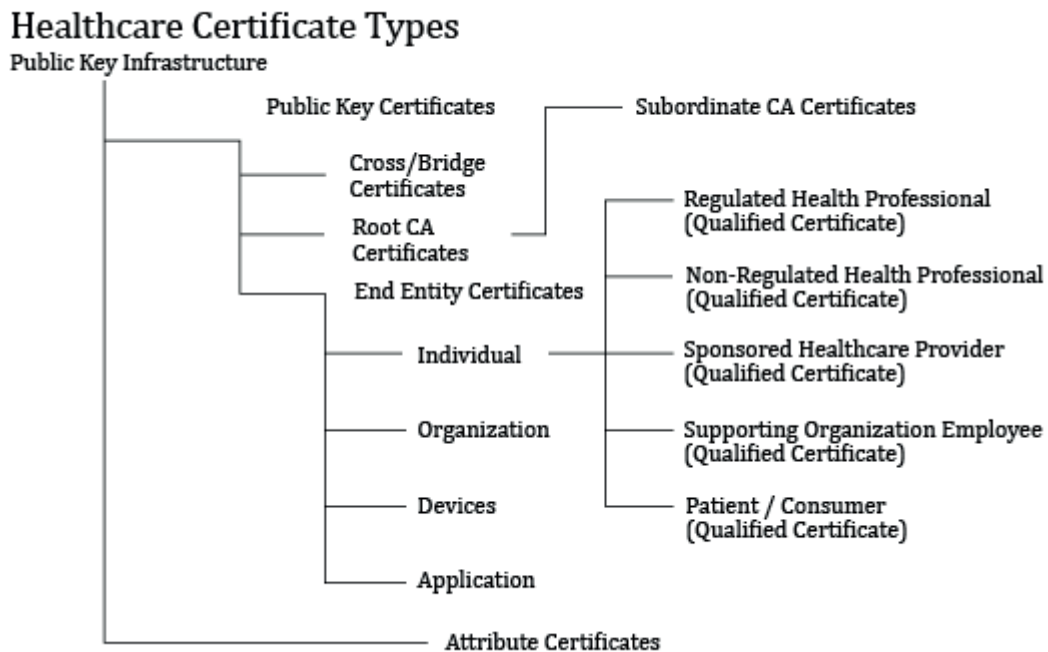 Healthcare Certificate Types
Public Key Infrastructure
Public Key Certificates
Subordinate CA Certificates
Cross/Bridge
Certificates
Root CA
Certificates
End Entity Certificates
Individual
Organization
Devices
Application
Regulated Health Professional
(Qualified Certificate)
Non-Regulated Health Professional
(Qualified Certificate)
Sponsored Healthcare Provider
(Qualified Certificate)
Supporting Organization Employee
(Qualified Certificate)
Patient / Consumer
(Qualified Certificate)
Attribute Certificates